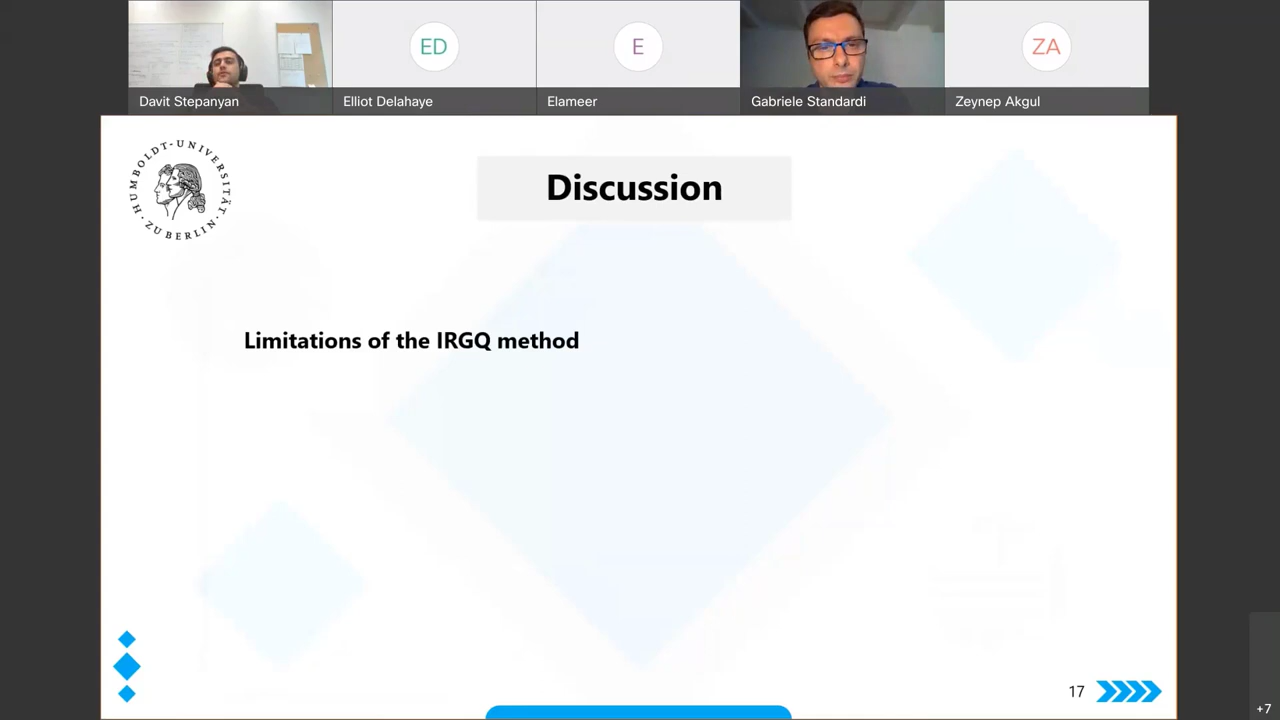 ED
E
ZA
Davit Stepanyan
Elliot Delahaye
Elameer
Gabriele Standardi
Zeynep Akgul
HUMBOLDT-UNIVERSITÄT
ZU BERLIN
Discussion
Limitations of the IRGQ method
17
+7